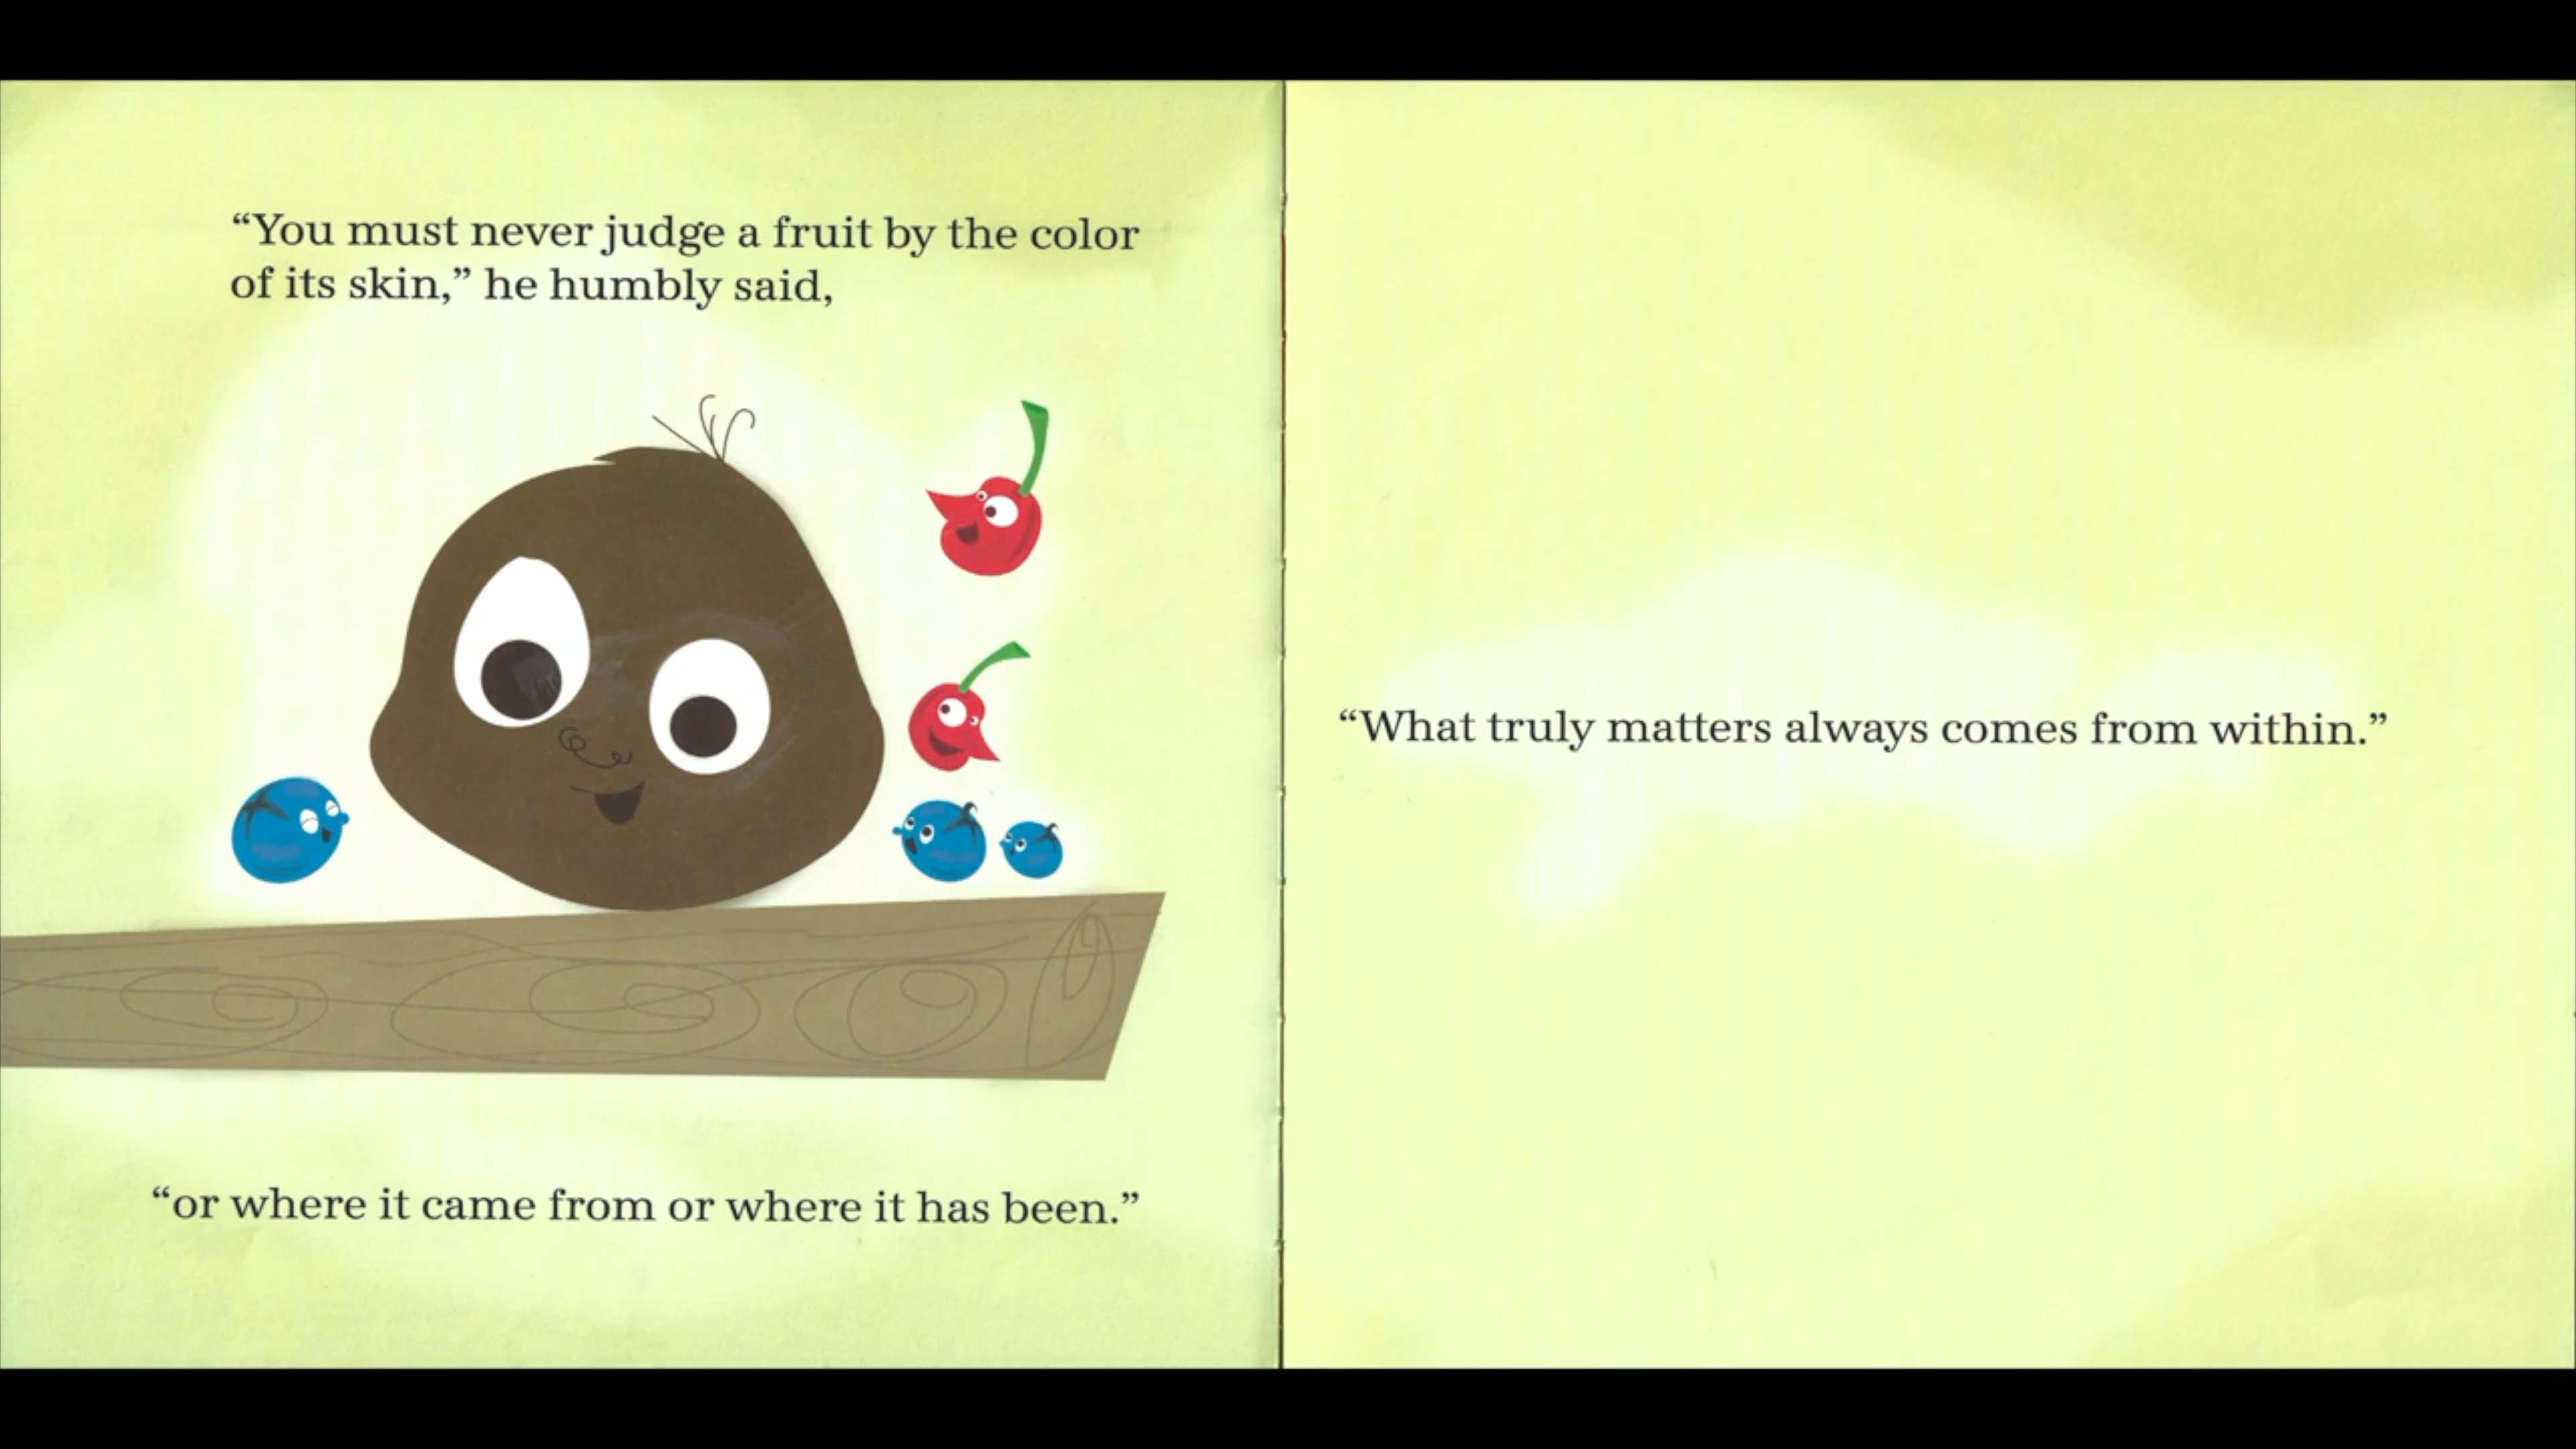 “You must never judge a fruit by the color
of its skin,” he humbly said,
“or where it came from or where it has been.”
“What truly matters always comes from within.”